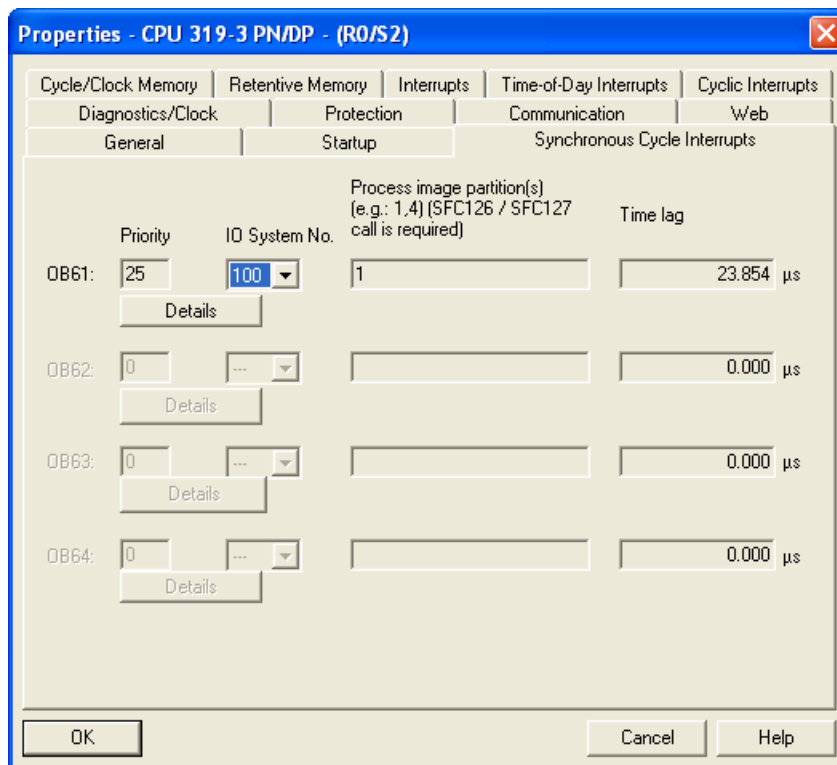 Properties - CPU 319-3 PN/DP - (R0/S2)
Cycle/Clock Memory Retentive Memory Interrupts Time-of-Day Interrupts Cyclic Interrupts
Diagnostics/Clock Protection Communication Web
General Startup Synchronous Cycle Interrupts
Process image partition(s)
(e.g.: 1,4) (SFC126 / SFC127
call is required)
Priority IO System No. Time lag
OB61: 25 100 1 23.854 µs
Details
OB62: 0 --- 0.000 µs
Details
OB63: 0 --- 0.000 µs
Details
OB64: 0 --- 0.000 µs
Details
OK Cancel Help